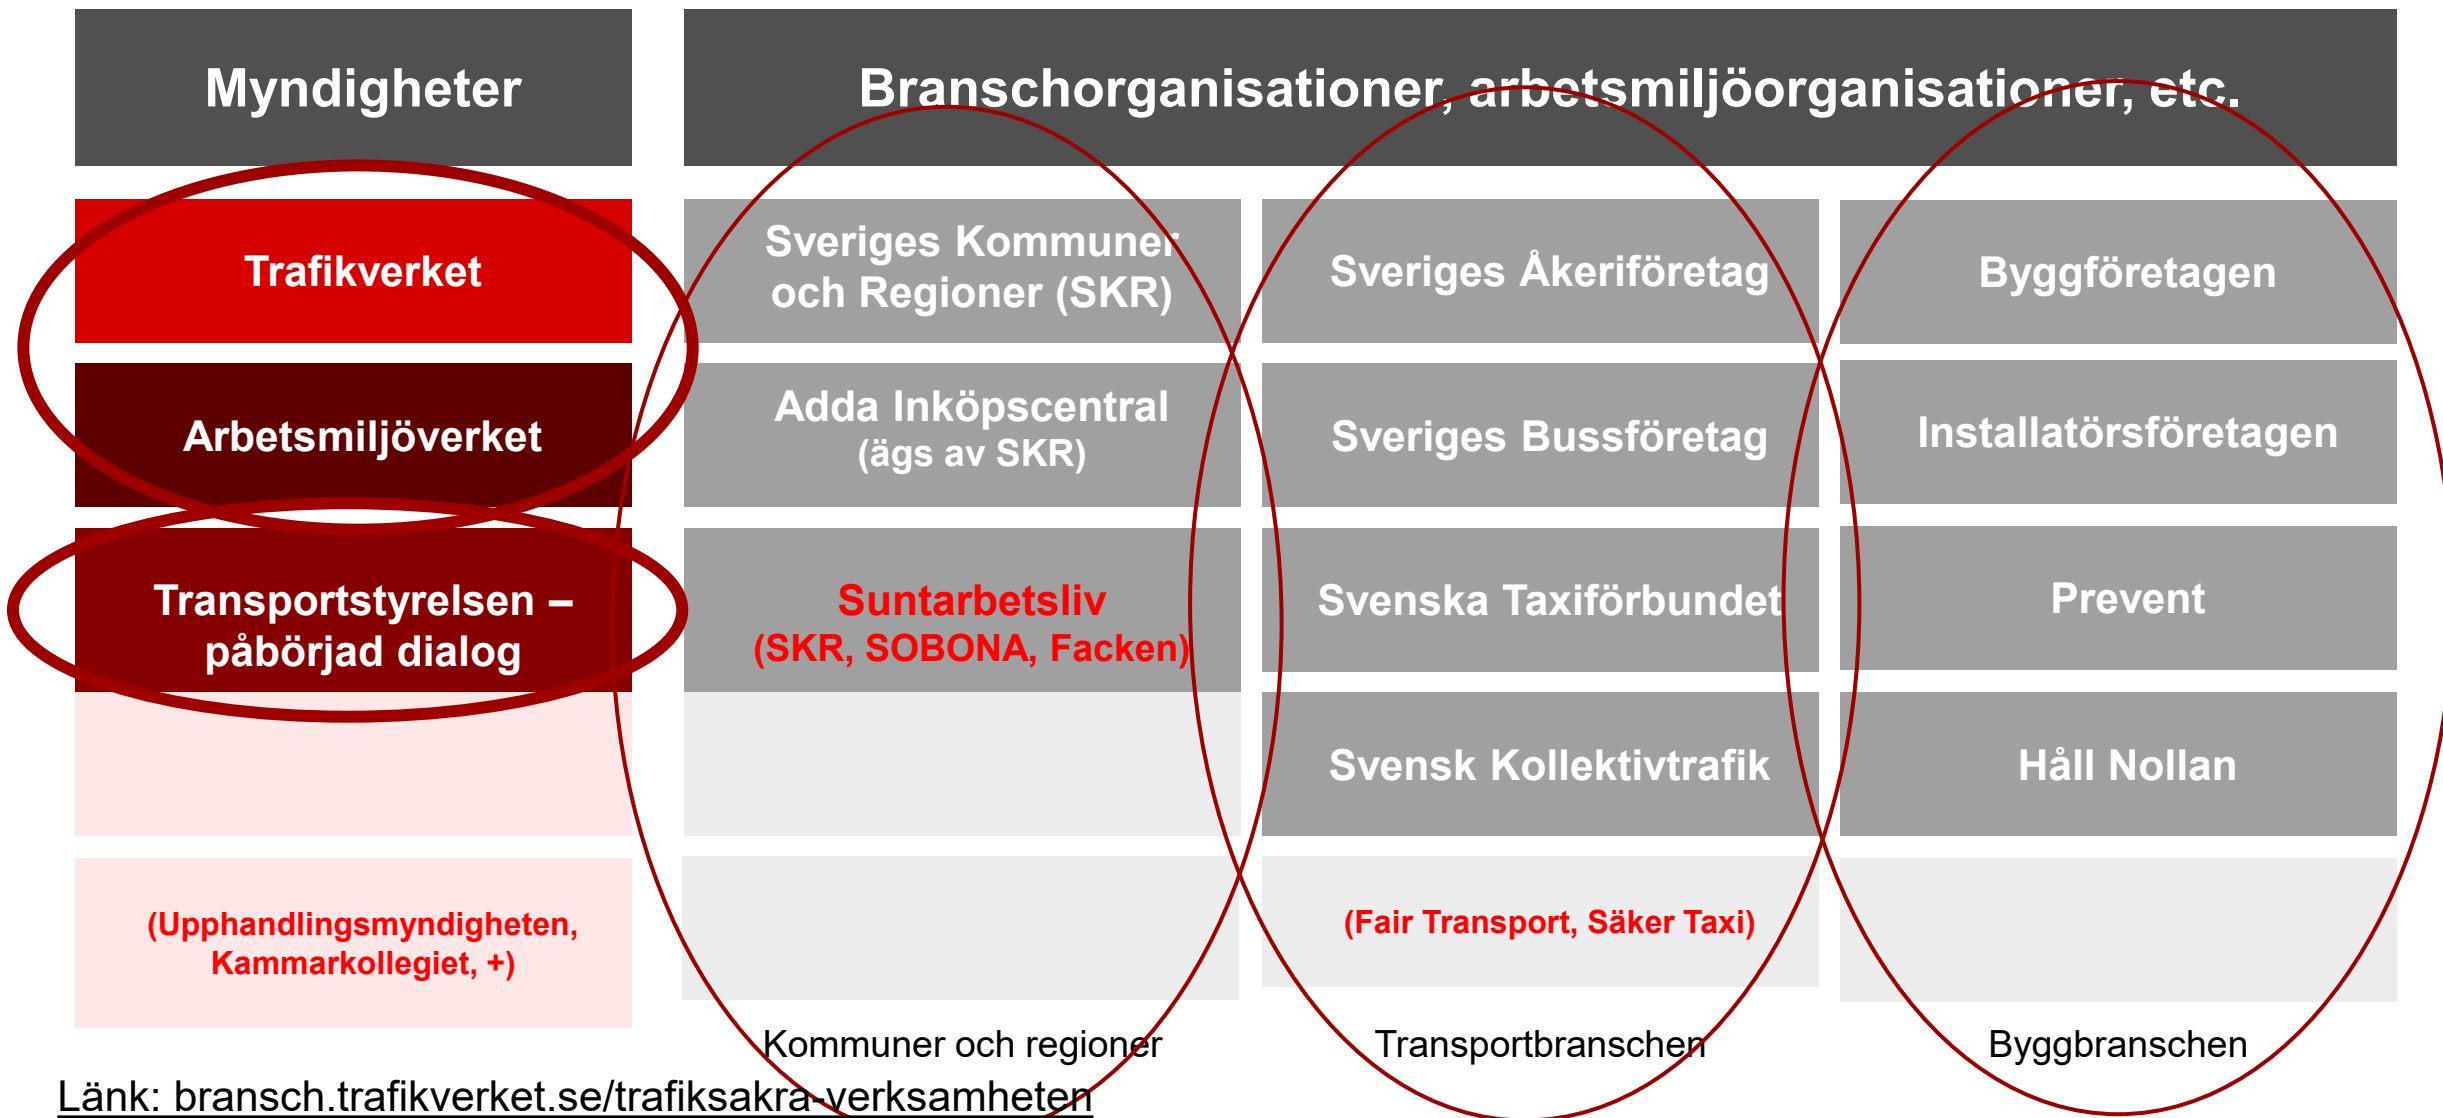 Myndigheter
Branschorganisationer, arbetsmiljöorganisationer, etc.
Trafikverket
Sveriges Kommuner
och Regioner (SKR)
Sveriges Åkeriföretag
Byggföretagen
Arbetsmiljöverket
Adda Inköpscentral
(ägs av SKR)
Sveriges Bussföretag
Installatörsföretagen
Transportstyrelsen –
påbörjad dialog
Suntarbetsliv
(SKR, SOBONA, Facken)
Svenska Taxiförbundet
Prevent
Svensk Kollektivtrafik
Håll Nollan
(Upphandlingsmyndigheten,
Kammarkollegiet, +)
(Fair Transport, Säker Taxi)
Kommuner och regioner
Transportbranschen
Byggbranschen
Länk: bransch.trafikverket.se/trafiksakra-verksamheten